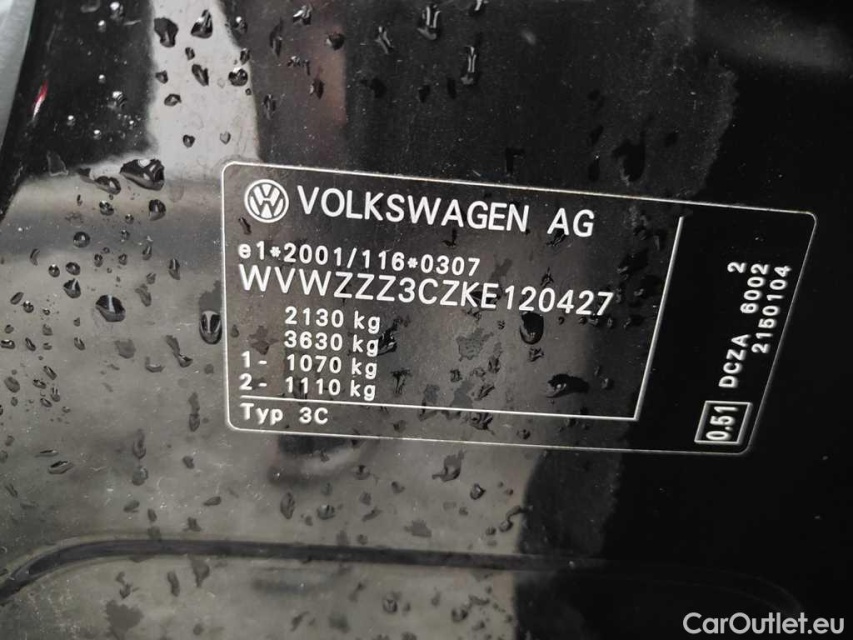 VOLKSWAGEN AG
e1*2001/116*0307
WVWZZZ3CZKE120427
2130 kg
3630 kg
1- 1070 kg
2- 1110 kg
Typ 3C
0.51
DCZA 6002 2
2150104
CarOutlet.eu